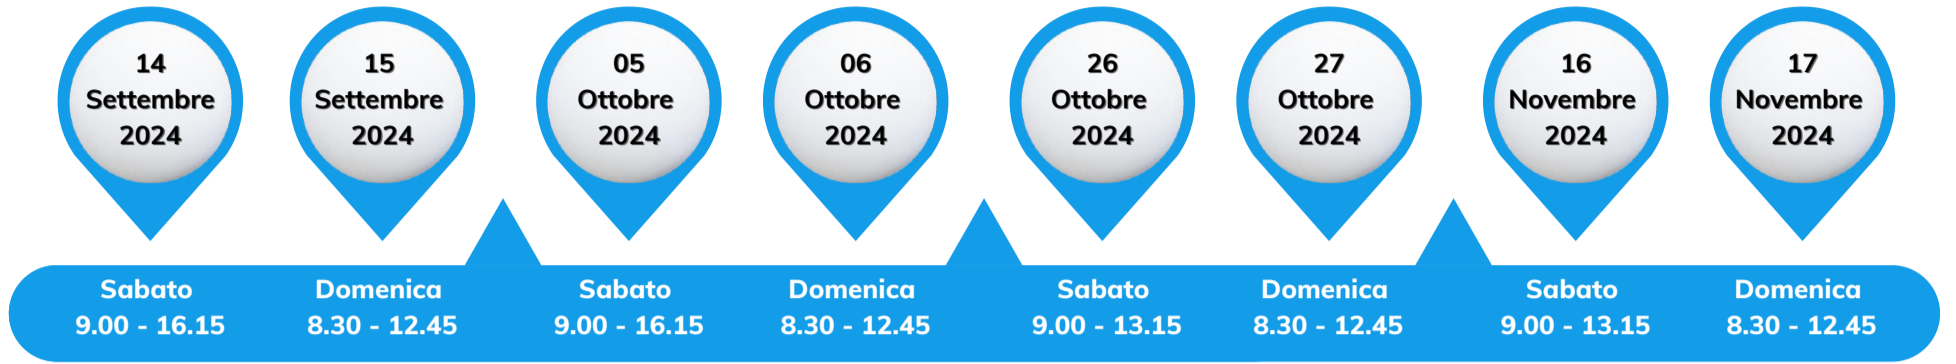 14
Settembre
2024
15
Settembre
2024
05
Ottobre
2024
06
Ottobre
2024
26
Ottobre
2024
27
Ottobre
2024
16
Novembre
2024
17
Novembre
2024
Sabato
9.00 - 16.15
Domenica
8.30 - 12.45
Sabato
9.00 - 16.15
Domenica
8.30 - 12.45
Sabato
9.00 - 13.15
Domenica
8.30 - 12.45
Sabato
9.00 - 13.15
Domenica
8.30 - 12.45